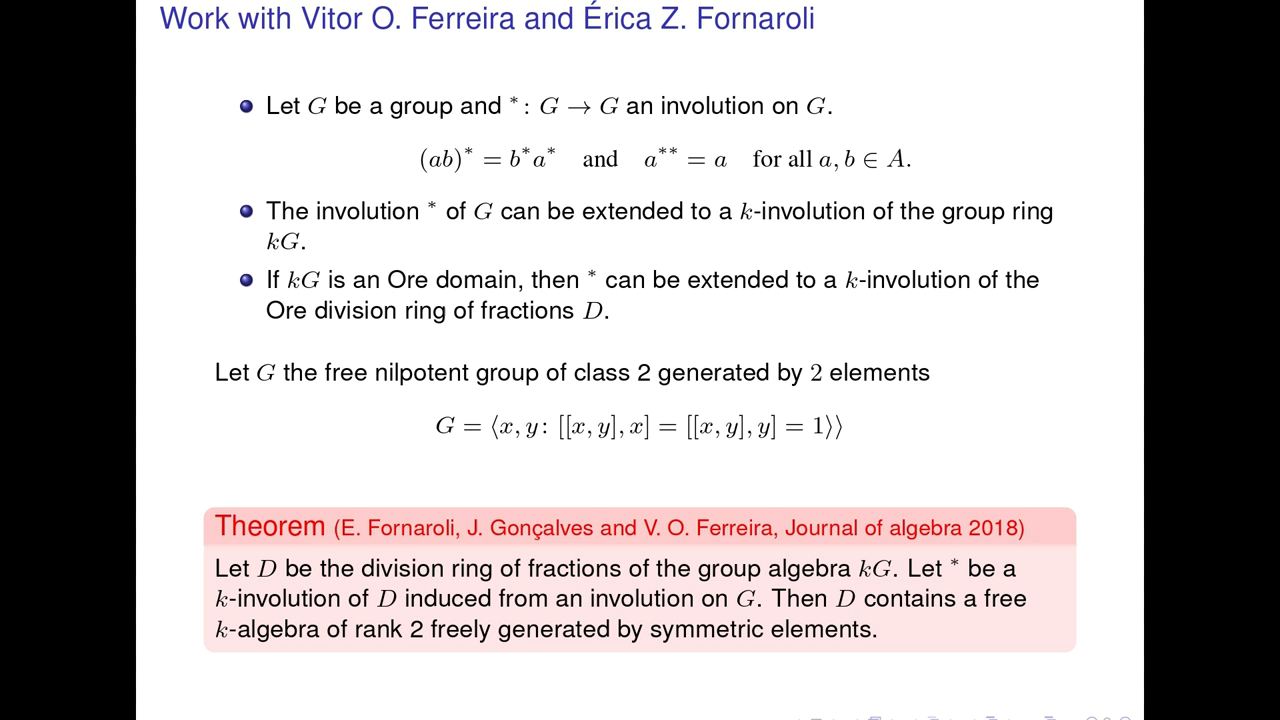 Work with Vitor O. Ferreira and Érica Z. Fornaroli
Let G be a group and *: G → G an involution on G.
(ab)* = b*a* and a** = a for all a, b ∈ A.
The involution * of G can be extended to a k-involution of the group ring
kG.
If kG is an Ore domain, then * can be extended to a k-involution of the
Ore division ring of fractions D.
Let G the free nilpotent group of class 2 generated by 2 elements
G = ⟨x, y: [[x, y], x] = [[x, y], y] = 1⟩⟩
Theorem (E. Fornaroli, J. Gonçalves and V. O. Ferreira, Journal of algebra 2018)
Let D be the division ring of fractions of the group algebra kG. Let * be a
k-involution of D induced from an involution on G. Then D contains a free
k-algebra of rank 2 freely generated by symmetric elements.